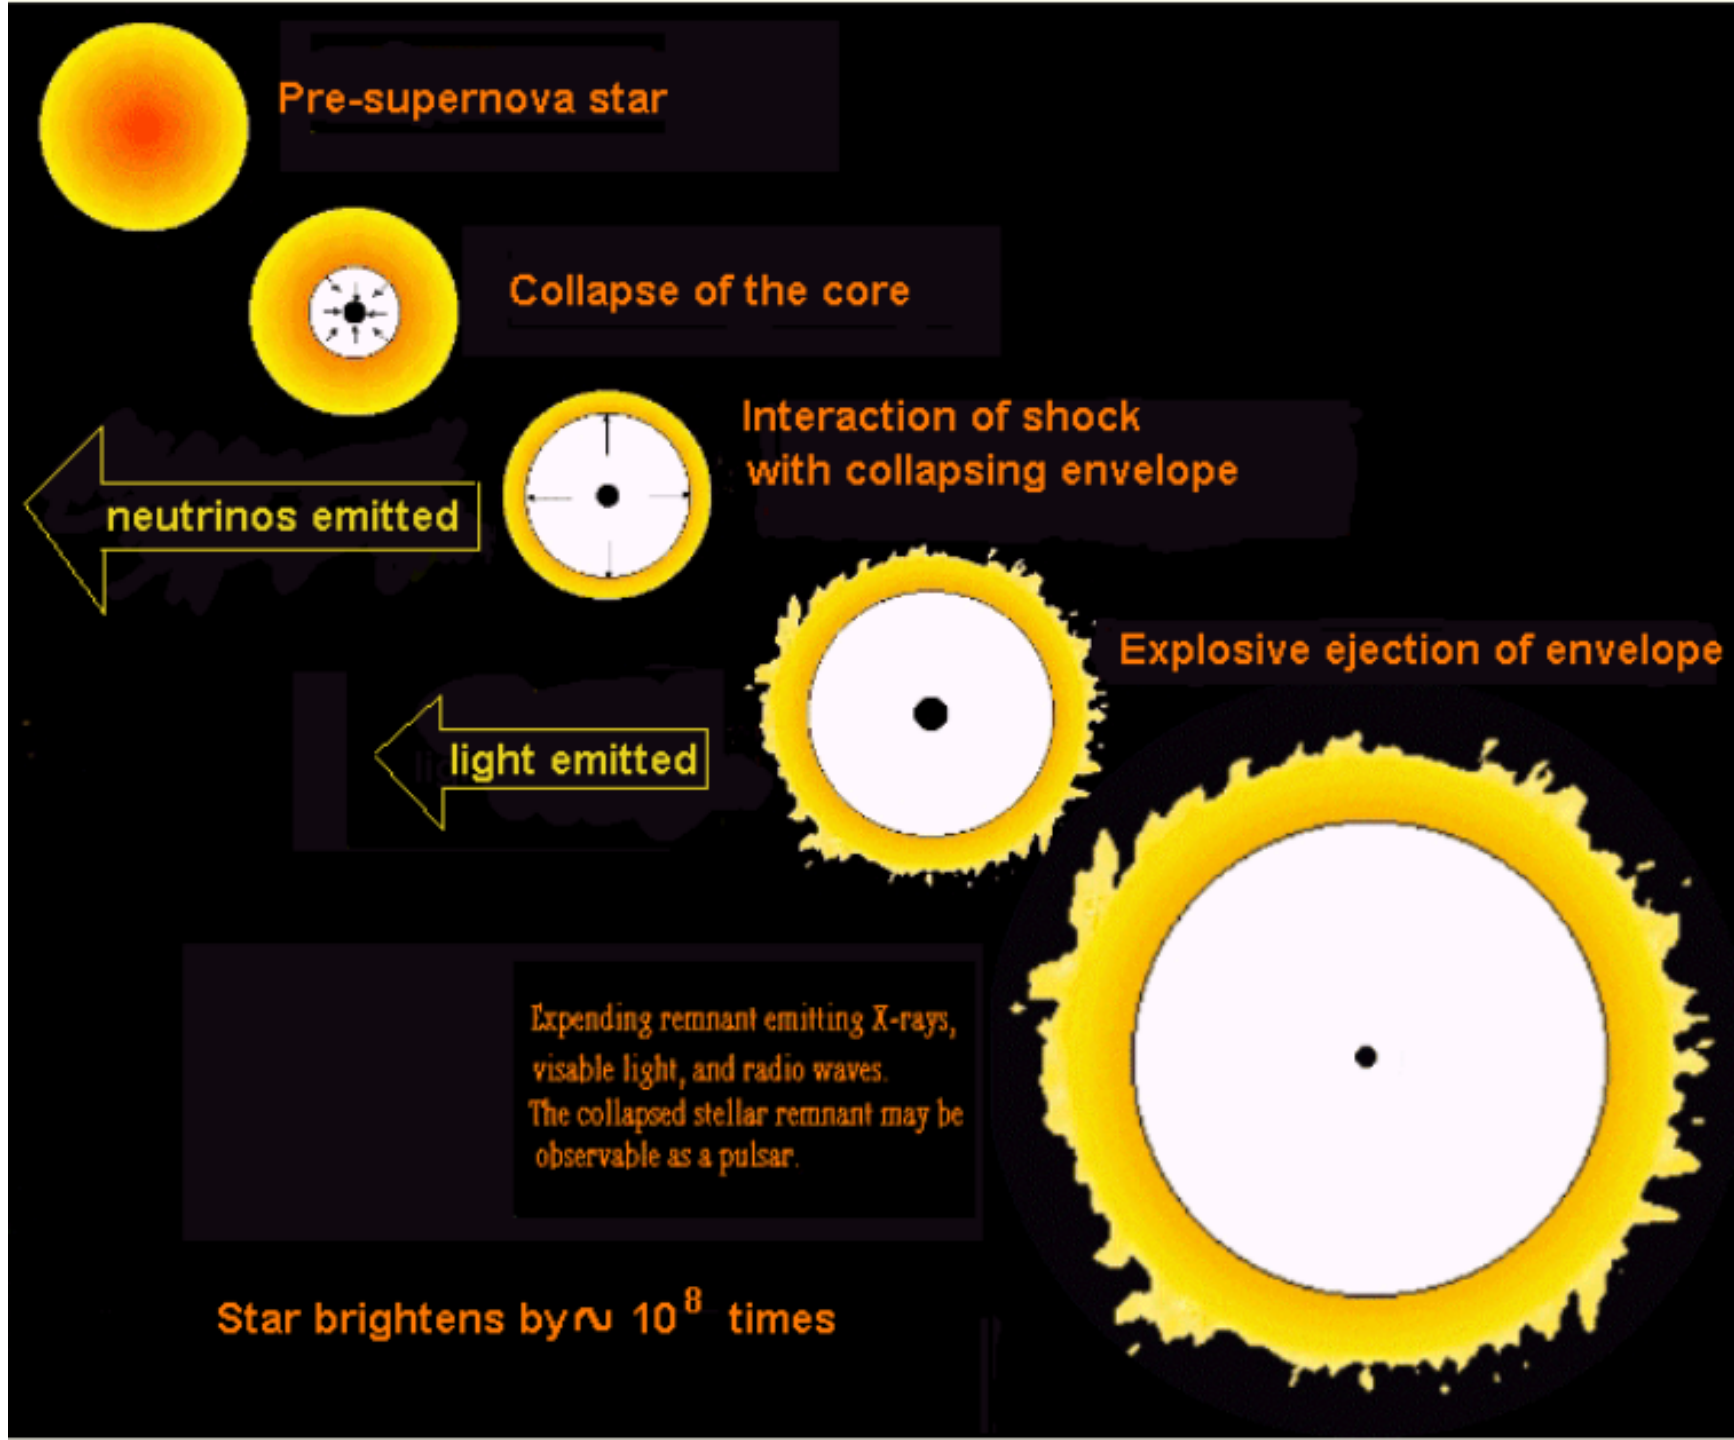 Pre-supernova star
Collapse of the core
Interaction of shock
with collapsing envelope
neutrinos emitted
Explosive ejection of envelope
light emitted
Expending remnant emitting X-rays,
visable light, and radio waves.
The collapsed stellar remnant may be
observable as a pulsar.
Star brightens by ~ 10⁸ times